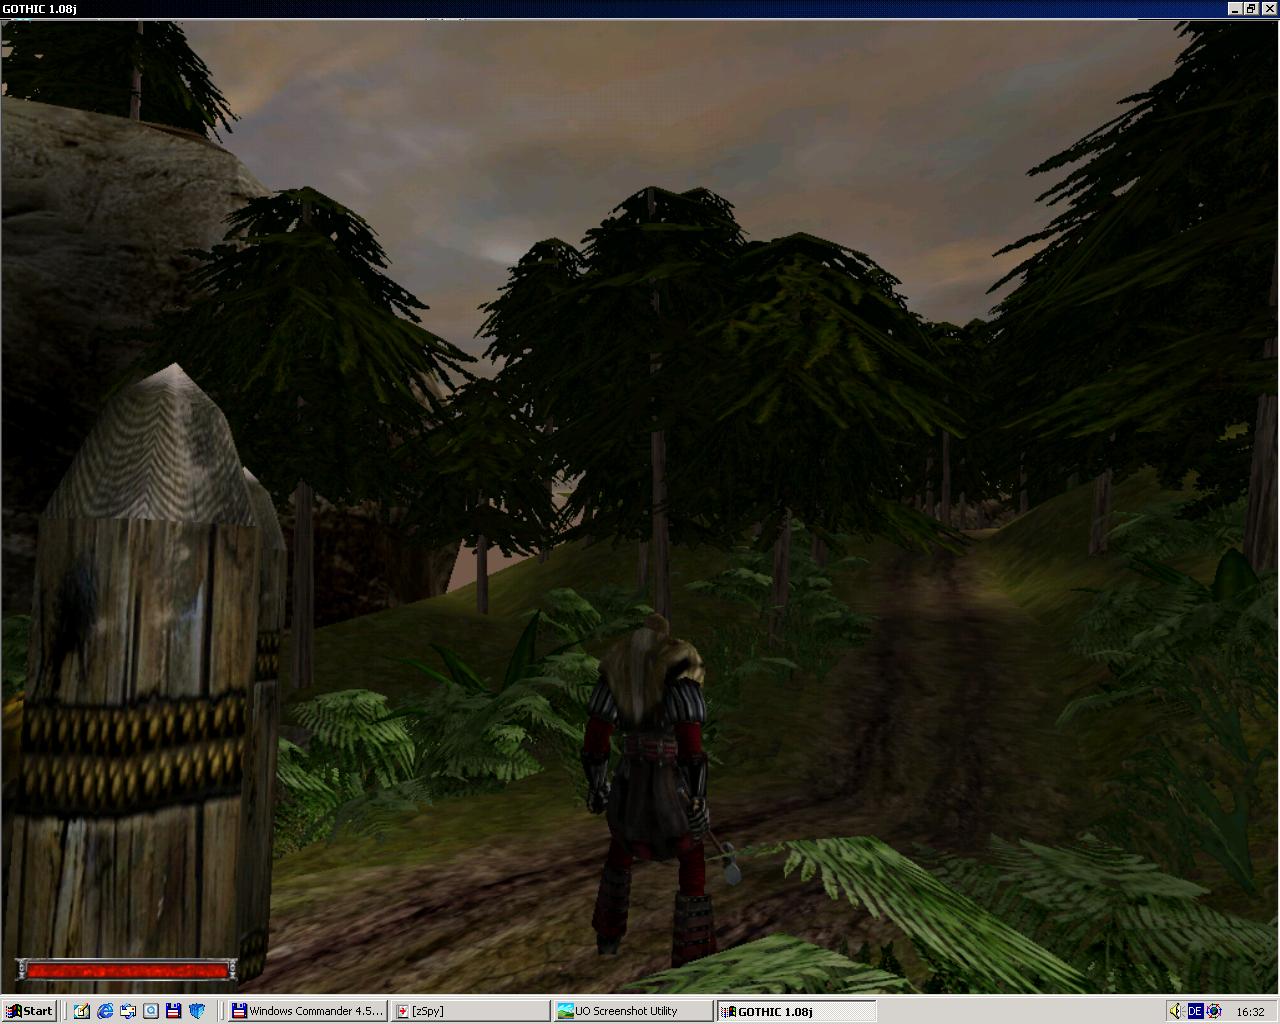 GOTHIC 1.08j
Start
Windows Commander 4.5...
[zSpy]
UO Screenshot Utility
GOTHIC 1.08j
DE
16:32